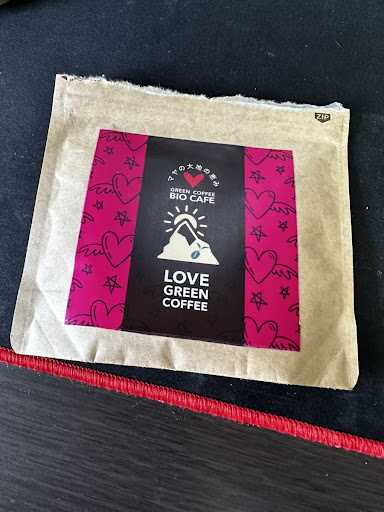 ZIP
マヤの大地の恵み
GREEN COFFEE
BIO CAFE
LOVE
GREEN
COFFEE